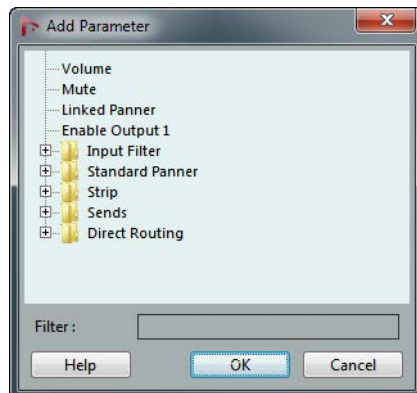 Add Parameter
Volume
Mute
Linked Panner
Enable Output 1
Input Filter
Standard Panner
Strip
Sends
Direct Routing
Filter :
Help OK Cancel